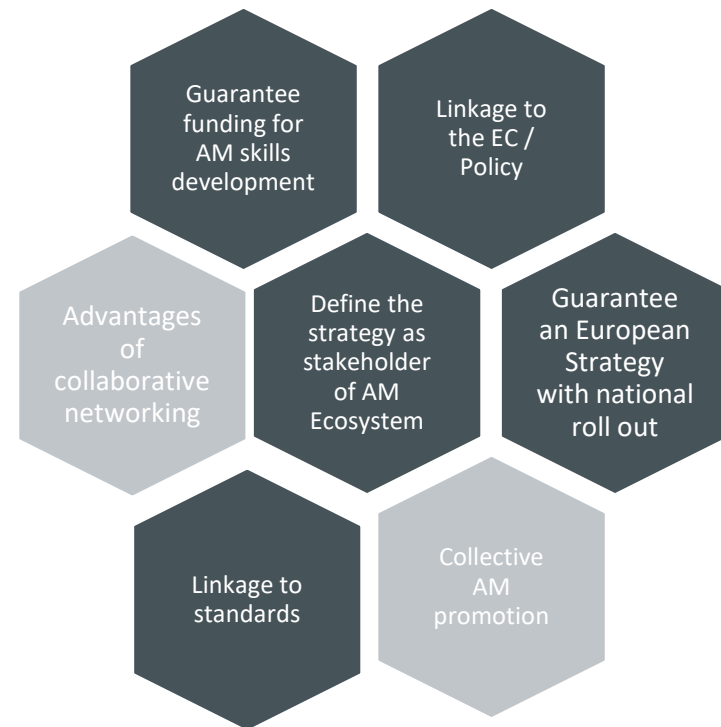 Guarantee
funding for
AM skills
development
Linkage to
the EC /
Policy
Advantages
of
collaborative
networking
Define the
strategy as
stakeholder
of AM
Ecosystem
Guarantee
an European
Strategy
with national
roll out
Linkage to
standards
Collective
AM
promotion